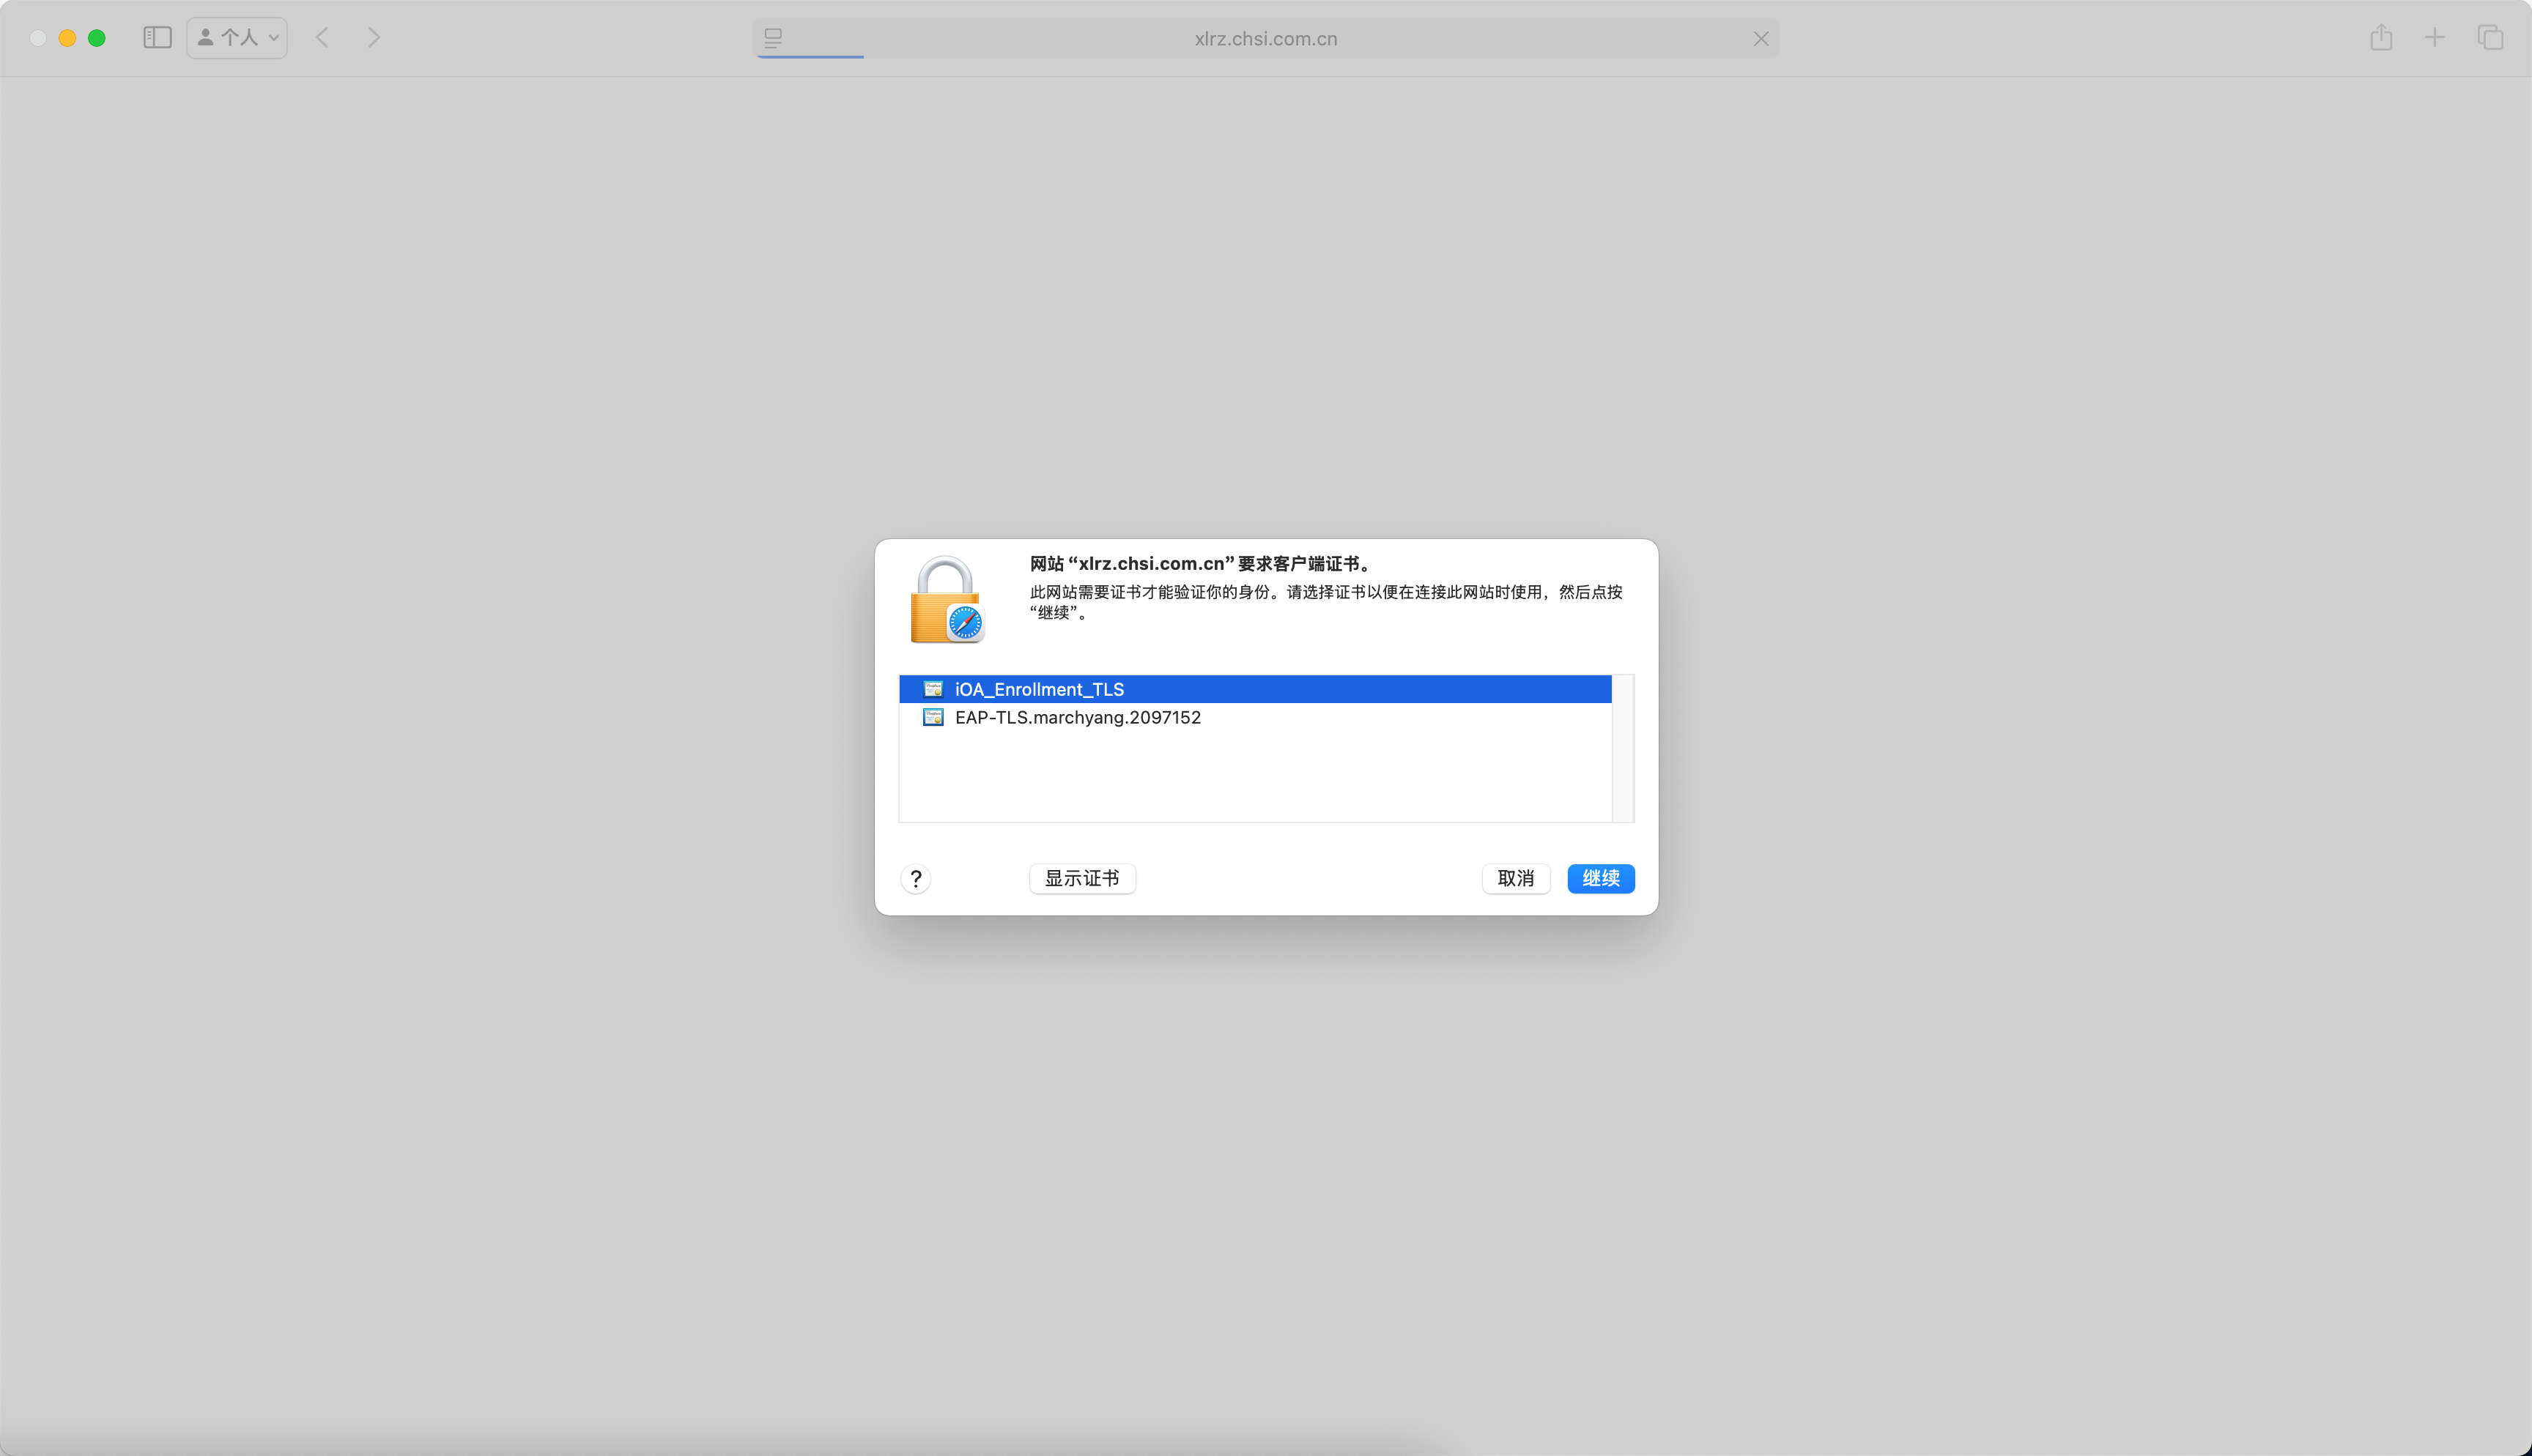 个人
xlrz.chsi.com.cn
网站“xlrz.chsi.com.cn”要求客户端证书。
此网站需要证书才能验证你的身份。请选择证书以便在连接此网站时使用，然后点按
“继续”。
iOA_Enrollment_TLS
EAP-TLS.marchyang.2097152
? 显示证书 取消 继续